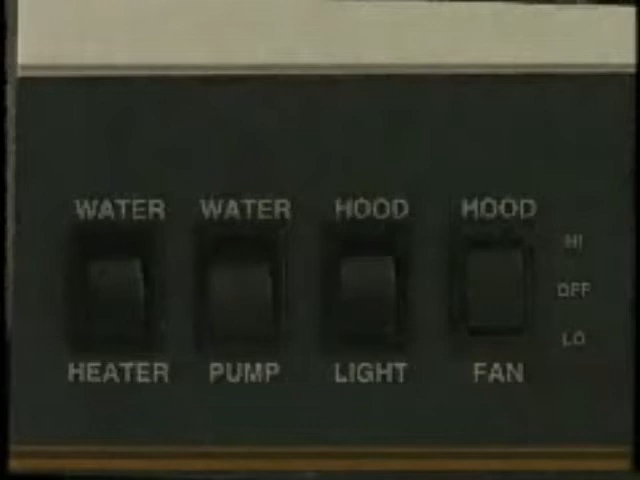 WATER WATER HOOD HOOD
HI
OFF
LO
HEATER PUMP LIGHT FAN